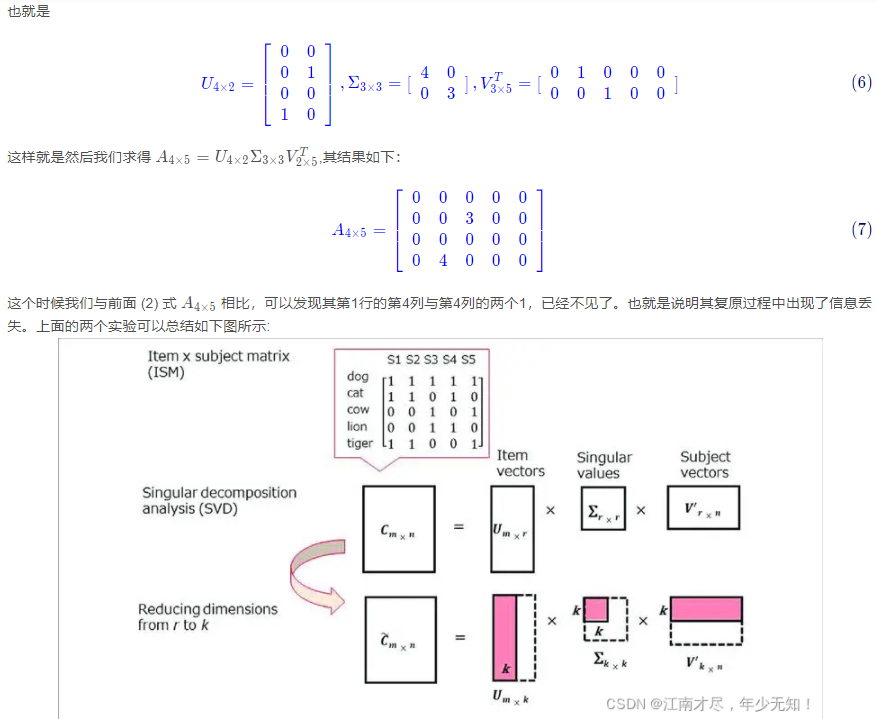 也就是
U_{4×2} = [ 0 0 ; 0 1 ; 0 0 ; 1 0 ] , Σ_{3×3} = [ 4 0 ; 0 3 ] , V^T_{3×5} = [ 0 1 0 0 0 ; 0 0 1 0 0 ] (6)
这样就是然后我们求得 A_{4×5} = U_{4×2}Σ_{3×3}V^T_{2×5},其结果如下：
A_{4×5} = [ 0 0 0 0 0 ; 0 0 3 0 0 ; 0 0 0 0 0 ; 0 4 0 0 0 ] (7)
这个时候我们与前面 (2) 式 A_{4×5} 相比，可以发现其第1行的第4列与第4列的两个1，已经不见了。也就是说明其复原过程中出现了信息丢
失。上面的两个实验可以总结如下图所示:
Item x subject matrix
(ISM)
S1 S2 S3 S4 S5
dog 1 1 1 1 1
cat 1 1 0 1 0
cow 0 0 1 0 1
lion 0 0 1 1 0
tiger 1 1 0 0 1
Item
vectors
Singular
values
Subject
vectors
Singular decomposition
analysis (SVD)
C_{m×n} = U_{m×r} × Σ_{r×r} × V'_{r×n}
Reducing dimensions
from r to k
C̃_{m×n} = k × k k × k
U_{m×k} Σ_{k×k} V'_{k×n}
CSDN @江南才尽，年少无知！